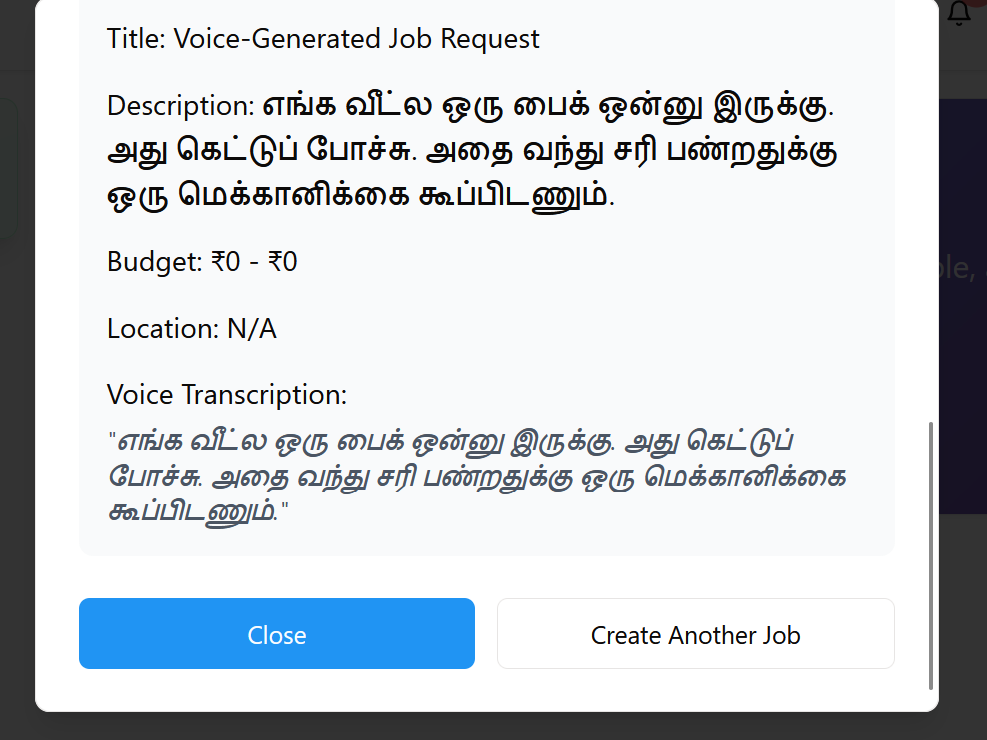 Title: Voice-Generated Job Request
Description: எங்க வீட்ல ஒரு பைக் ஒன்னு இருக்கு.
அது கெட்டுப் போச்சு. அதை வந்து சரி பண்றதுக்கு
ஒரு மெக்கானிக்கை கூப்பிடணும்.
Budget: ₹0 - ₹0
Location: N/A
Voice Transcription:
"எங்க வீட்ல ஒரு பைக் ஒன்னு இருக்கு. அது கெட்டுப்
போச்சு. அதை வந்து சரி பண்றதுக்கு ஒரு மெக்கானிக்கை
கூப்பிடணும்."
Close
Create Another Job